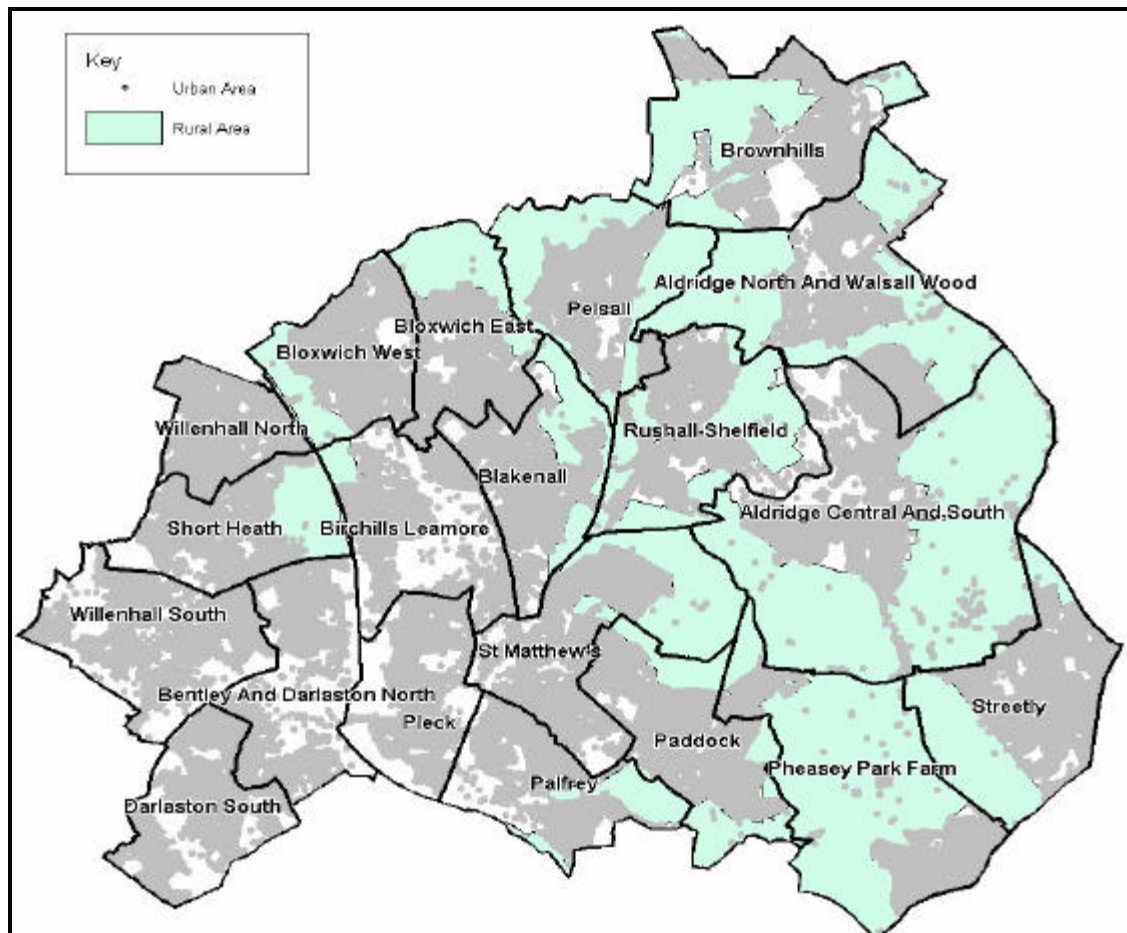 Key
Urban Area
Rural Area
Brownhills
Aldridge North And Walsall Wood
Pelsall
Bloxwich East
Bloxwich West
Willenhall North
Rushall-Shelfield
Blakenall
Short Heath
Birchills Leamore
Aldridge Central And South
Willenhall South
St Matthew's
Bentley And Darlaston North
Pleck
Streetly
Paddock
Pheasey Park Farm
Palfrey
Darlaston South